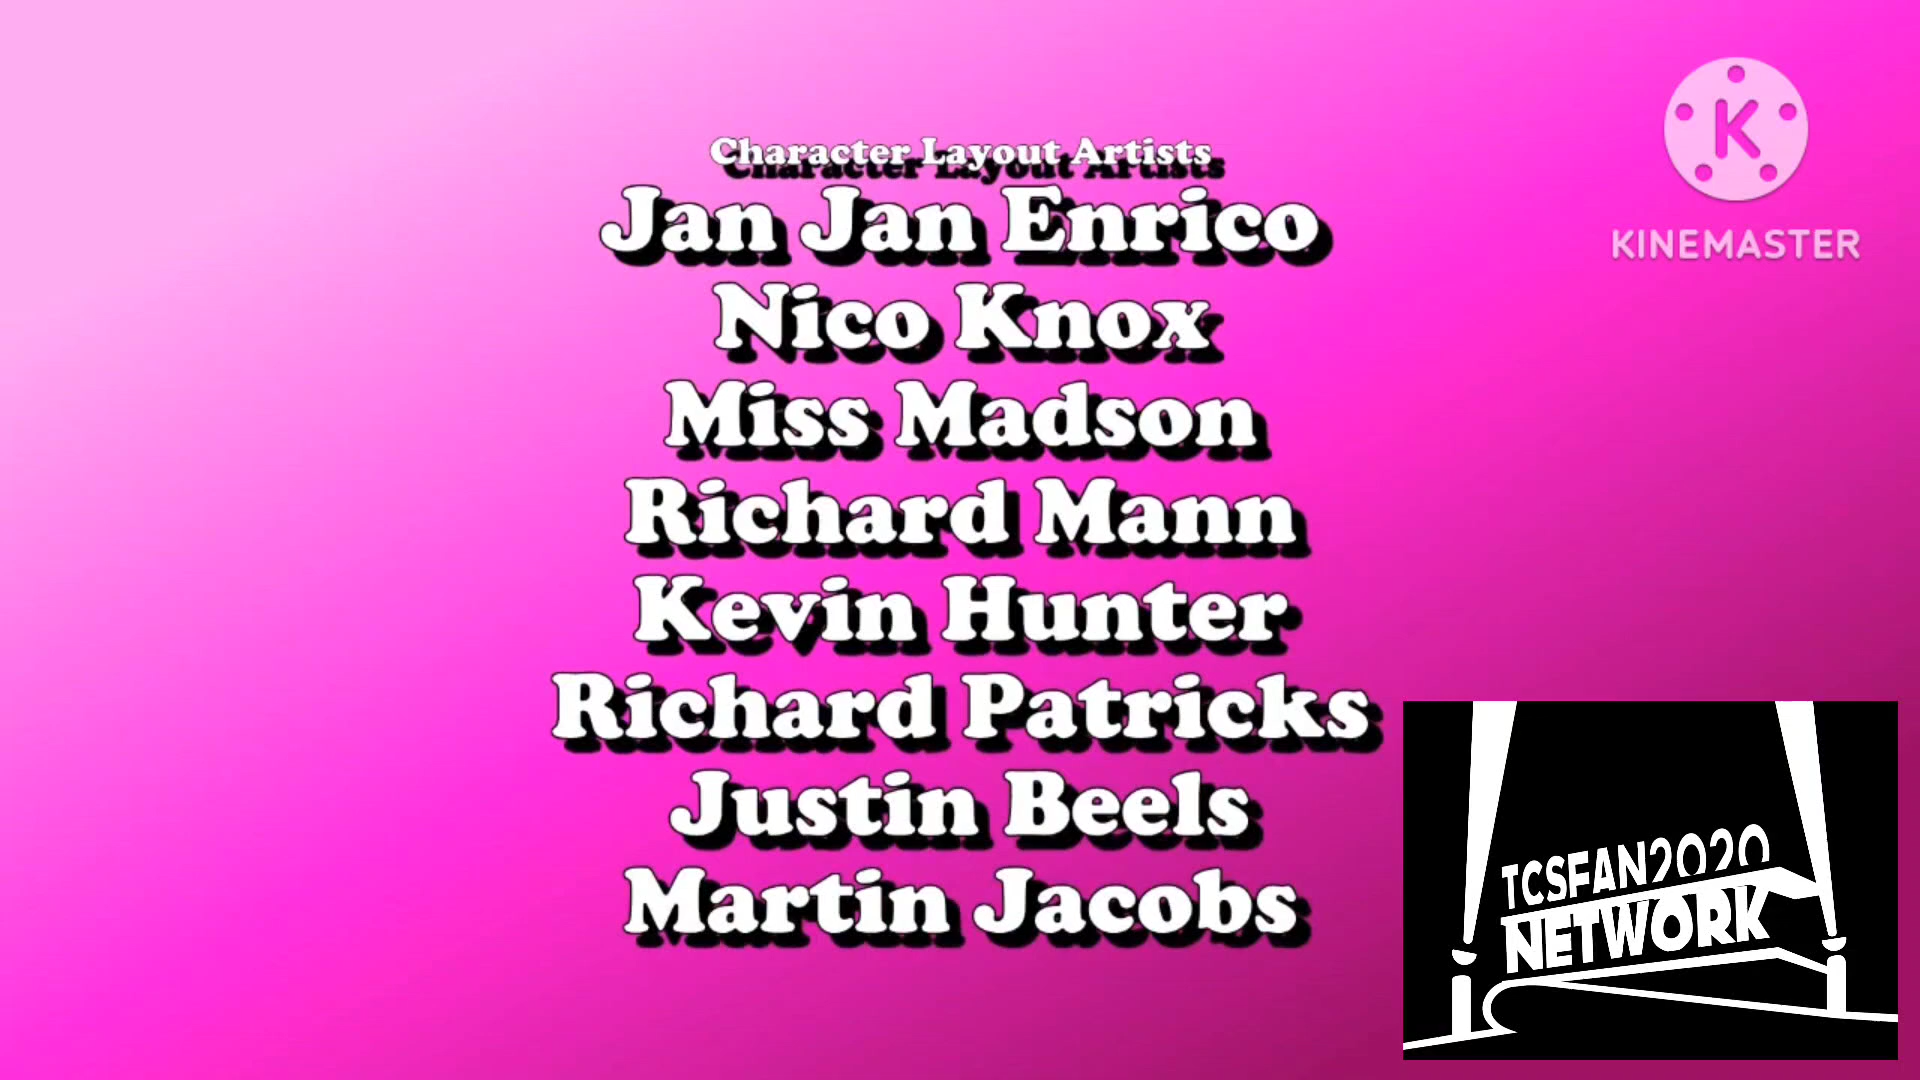 Character Layout Artists
Jan Jan Enrico
Nico Knox
Miss Madson
Richard Mann
Kevin Hunter
Richard Patricks
Justin Beels
Martin Jacobs
K
KINEMASTER
TCSFAN2020
NETWORK